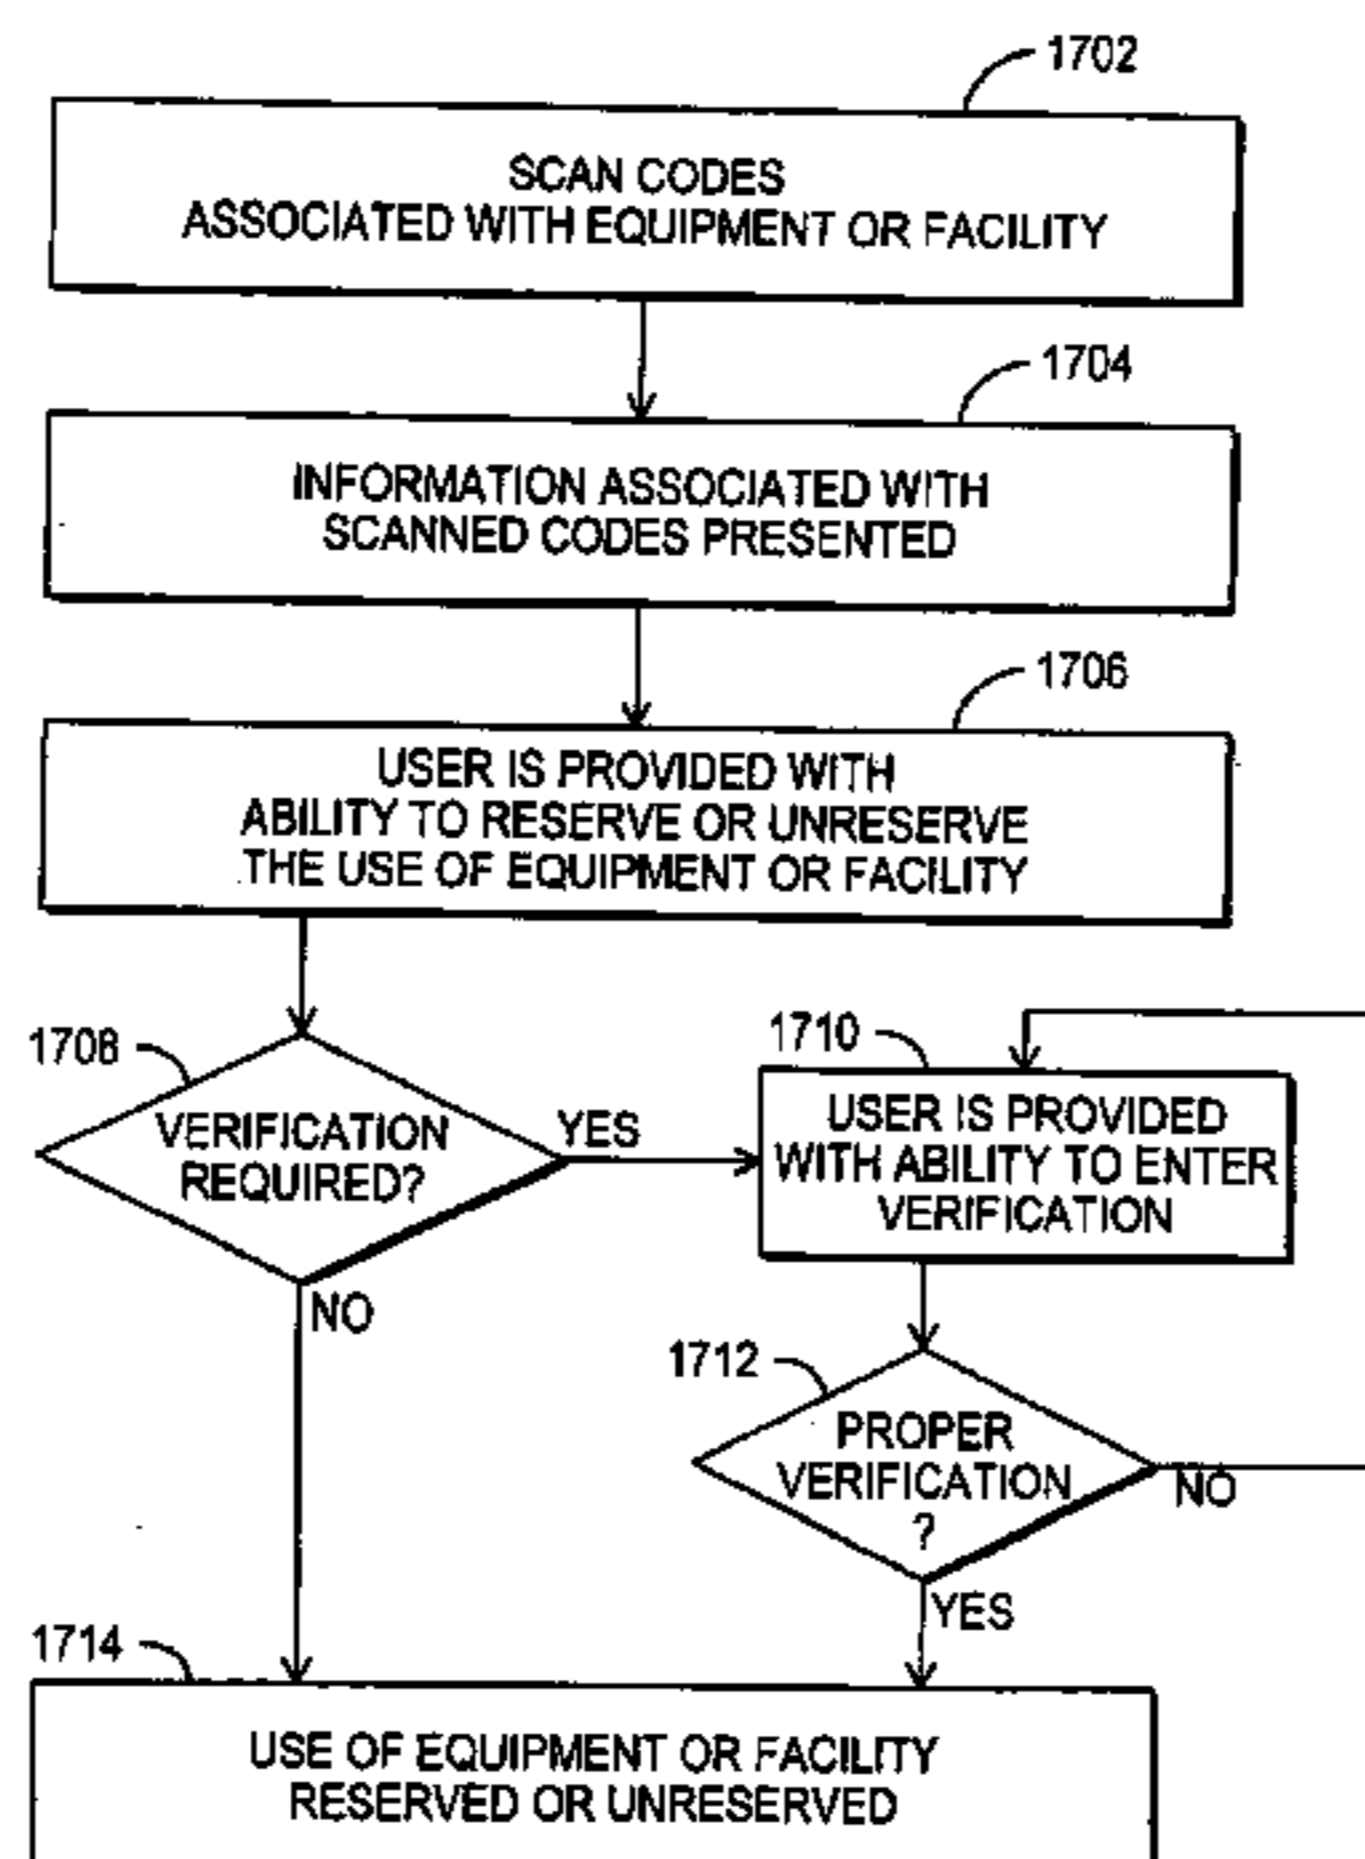 1702
SCAN CODES
ASSOCIATED WITH EQUIPMENT OR FACILITY
1704
INFORMATION ASSOCIATED WITH
SCANNED CODES PRESENTED
1706
USER IS PROVIDED WITH
ABILITY TO RESERVE OR UNRESERVE
THE USE OF EQUIPMENT OR FACILITY
1708
VERIFICATION
REQUIRED?
YES
NO
1710
USER IS PROVIDED
WITH ABILITY TO ENTER
VERIFICATION
1712
PROPER
VERIFICATION
?
NO
YES
1714
USE OF EQUIPMENT OR FACILITY
RESERVED OR UNRESERVED